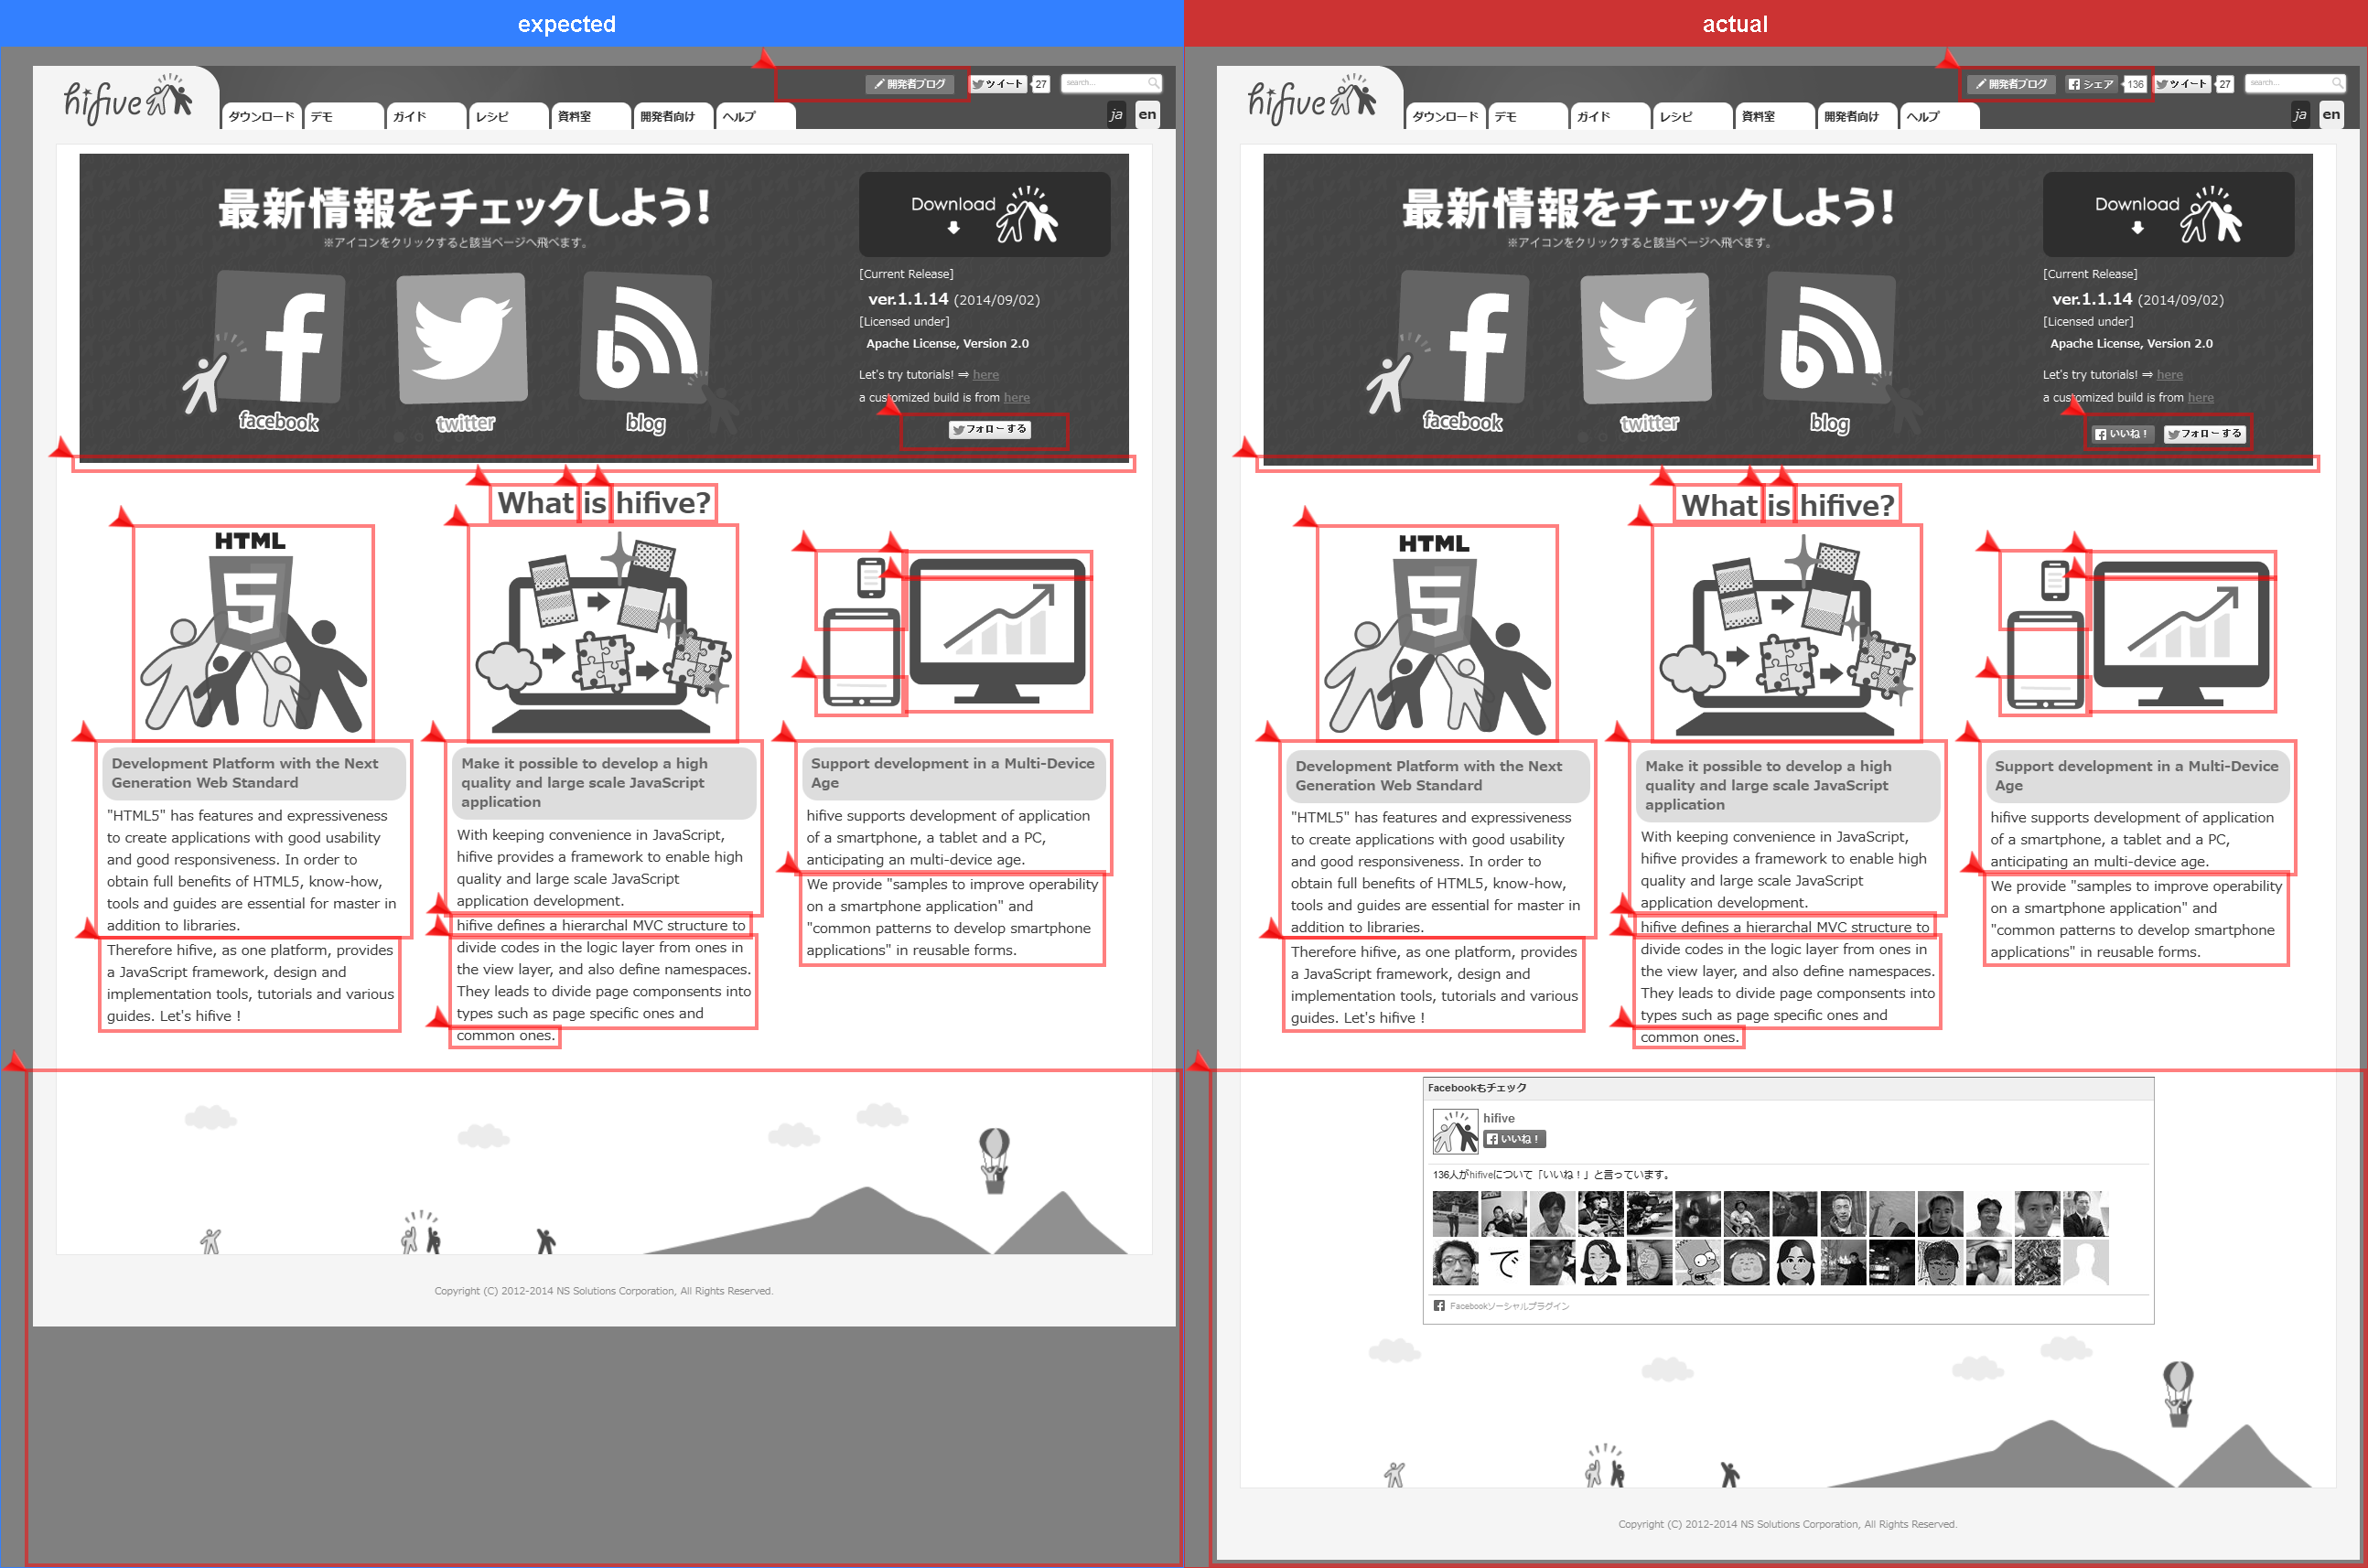 expected
hifive
開発者ブログ
ツイート
27
search...
ダウンロード
デモ
ガイド
レシピ
資料室
開発者向け
ヘルプ
ja
en
最新情報をチェックしよう!
※アイコンをクリックすると該当ページへ飛べます。
facebook
twitter
blog
Download
[Current Release]
ver.1.1.14 (2014/09/02)
[Licensed under]
Apache License, Version 2.0
Let's try tutorials! ⇒ here
a customized build is from here
フォローする
What is hifive?
HTML
5
Development Platform with the Next
Generation Web Standard
"HTML5" has features and expressiveness
to create applications with good usability
and good responsiveness. In order to
obtain full benefits of HTML5, know-how,
tools and guides are essential for master in
addition to libraries.
Therefore hifive, as one platform, provides
a JavaScript framework, design and
implementation tools, tutorials and various
guides. Let's hifive !
Make it possible to develop a high
quality and large scale JavaScript
application
With keeping convenience in JavaScript,
hifive provides a framework to enable high
quality and large scale JavaScript
application development.
hifive defines a hierarchal MVC structure to
divide codes in the logic layer from ones in
the view layer, and also define namespaces.
They leads to divide page componsents into
types such as page specific ones and
common ones.
Support development in a Multi-Device
Age
hifive supports development of application
of a smartphone, a tablet and a PC,
anticipating an multi-device age.
We provide "samples to improve operability
on a smartphone application" and
"common patterns to develop smartphone
applications" in reusable forms.
Copyright (C) 2012-2014 NS Solutions Corporation, All Rights Reserved.
actual
hifive
開発者ブログ
シェア
136
ツイート
27
search...
ダウンロード
デモ
ガイド
レシピ
資料室
開発者向け
ヘルプ
ja
en
最新情報をチェックしよう!
※アイコンをクリックすると該当ページへ飛べます。
facebook
twitter
blog
Download
[Current Release]
ver.1.1.14 (2014/09/02)
[Licensed under]
Apache License, Version 2.0
Let's try tutorials! ⇒ here
a customized build is from here
いいね！
フォローする
What is hifive?
HTML
5
Development Platform with the Next
Generation Web Standard
"HTML5" has features and expressiveness
to create applications with good usability
and good responsiveness. In order to
obtain full benefits of HTML5, know-how,
tools and guides are essential for master in
addition to libraries.
Therefore hifive, as one platform, provides
a JavaScript framework, design and
implementation tools, tutorials and various
guides. Let's hifive !
Make it possible to develop a high
quality and large scale JavaScript
application
With keeping convenience in JavaScript,
hifive provides a framework to enable high
quality and large scale JavaScript
application development.
hifive defines a hierarchal MVC structure to
divide codes in the logic layer from ones in
the view layer, and also define namespaces.
They leads to divide page componsents into
types such as page specific ones and
common ones.
Support development in a Multi-Device
Age
hifive supports development of application
of a smartphone, a tablet and a PC,
anticipating an multi-device age.
We provide "samples to improve operability
on a smartphone application" and
"common patterns to develop smartphone
applications" in reusable forms.
Facebookもチェック
hifive
いいね！
136人がhifiveについて「いいね！」と言っています。
で
Facebookソーシャルプラグイン
Copyright (C) 2012-2014 NS Solutions Corporation, All Rights Reserved.